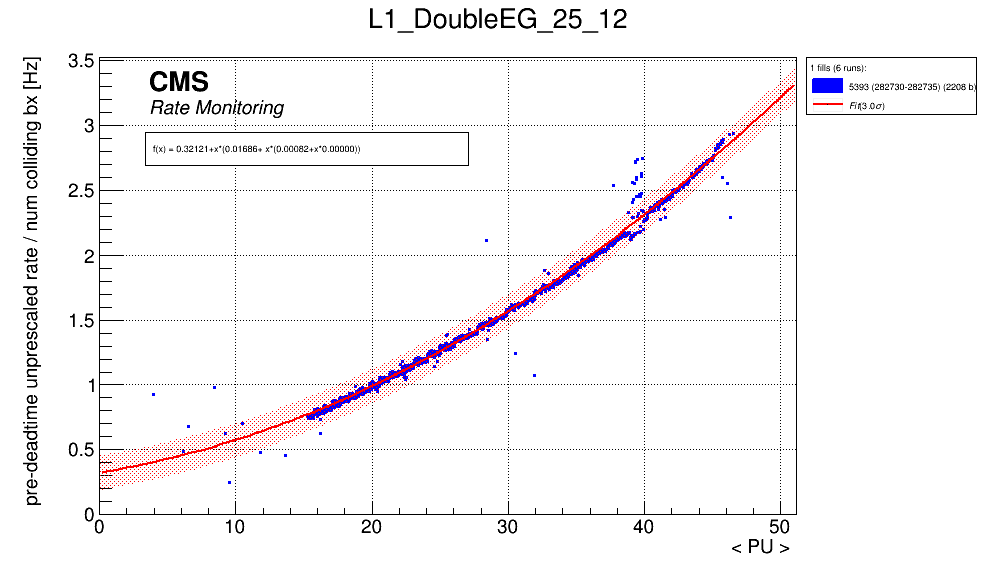 L1_DoubleEG_25_12
pre-deadtime unprescaled rate / num colliding bx [Hz]
3.5
3
2.5
2
1.5
1
0.5
0
CMS
Rate Monitoring
f(x) = 0.32121+x*(0.01686+ x*(0.00082+x*0.00000))
1 fills (6 runs):
5393 (282730-282735) (2208 b)
Fit(3.0σ)
0 10 20 30 40 50
< PU >